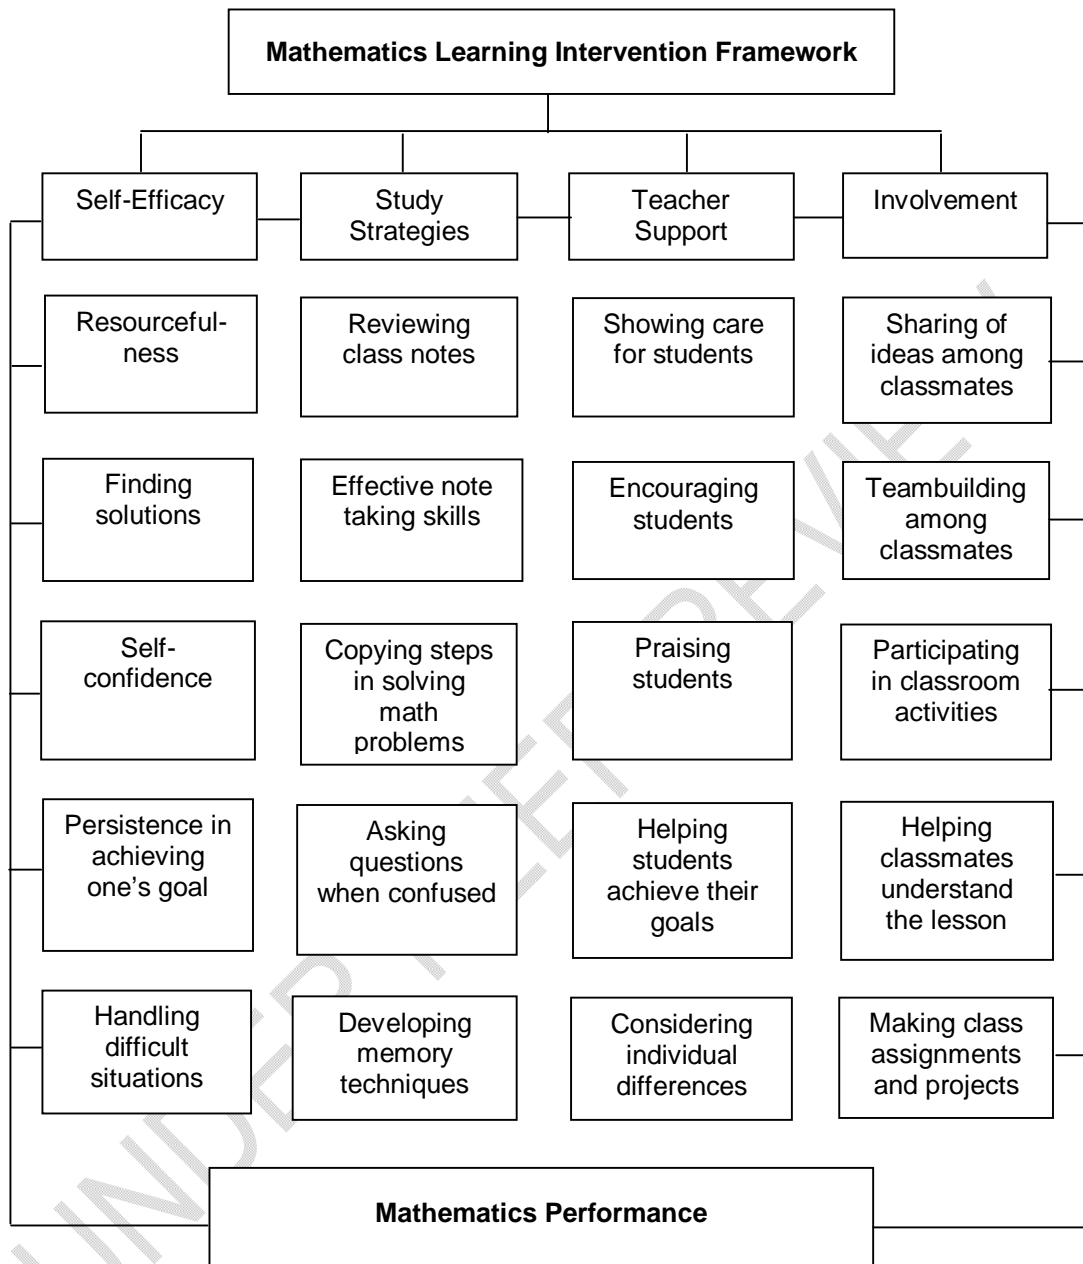 Mathematics Learning Intervention Framework
Self-Efficacy
Study
Strategies
Teacher
Support
Involvement
Resourceful-
ness
Reviewing
class notes
Showing care
for students
Sharing of
ideas among
classmates
Finding
solutions
Effective note
taking skills
Encouraging
students
Teambuilding
among
classmates
Self-
confidence
Copying steps
in solving
math
problems
Praising
students
Participating
in classroom
activities
Persistence in
achieving
one’s goal
Asking
questions
when confused
Helping
students
achieve their
goals
Helping
classmates
understand
the lesson
Handling
difficult
situations
Developing
memory
techniques
Considering
individual
differences
Making class
assignments
and projects
Mathematics Performance
UNDER PEER REVIEW